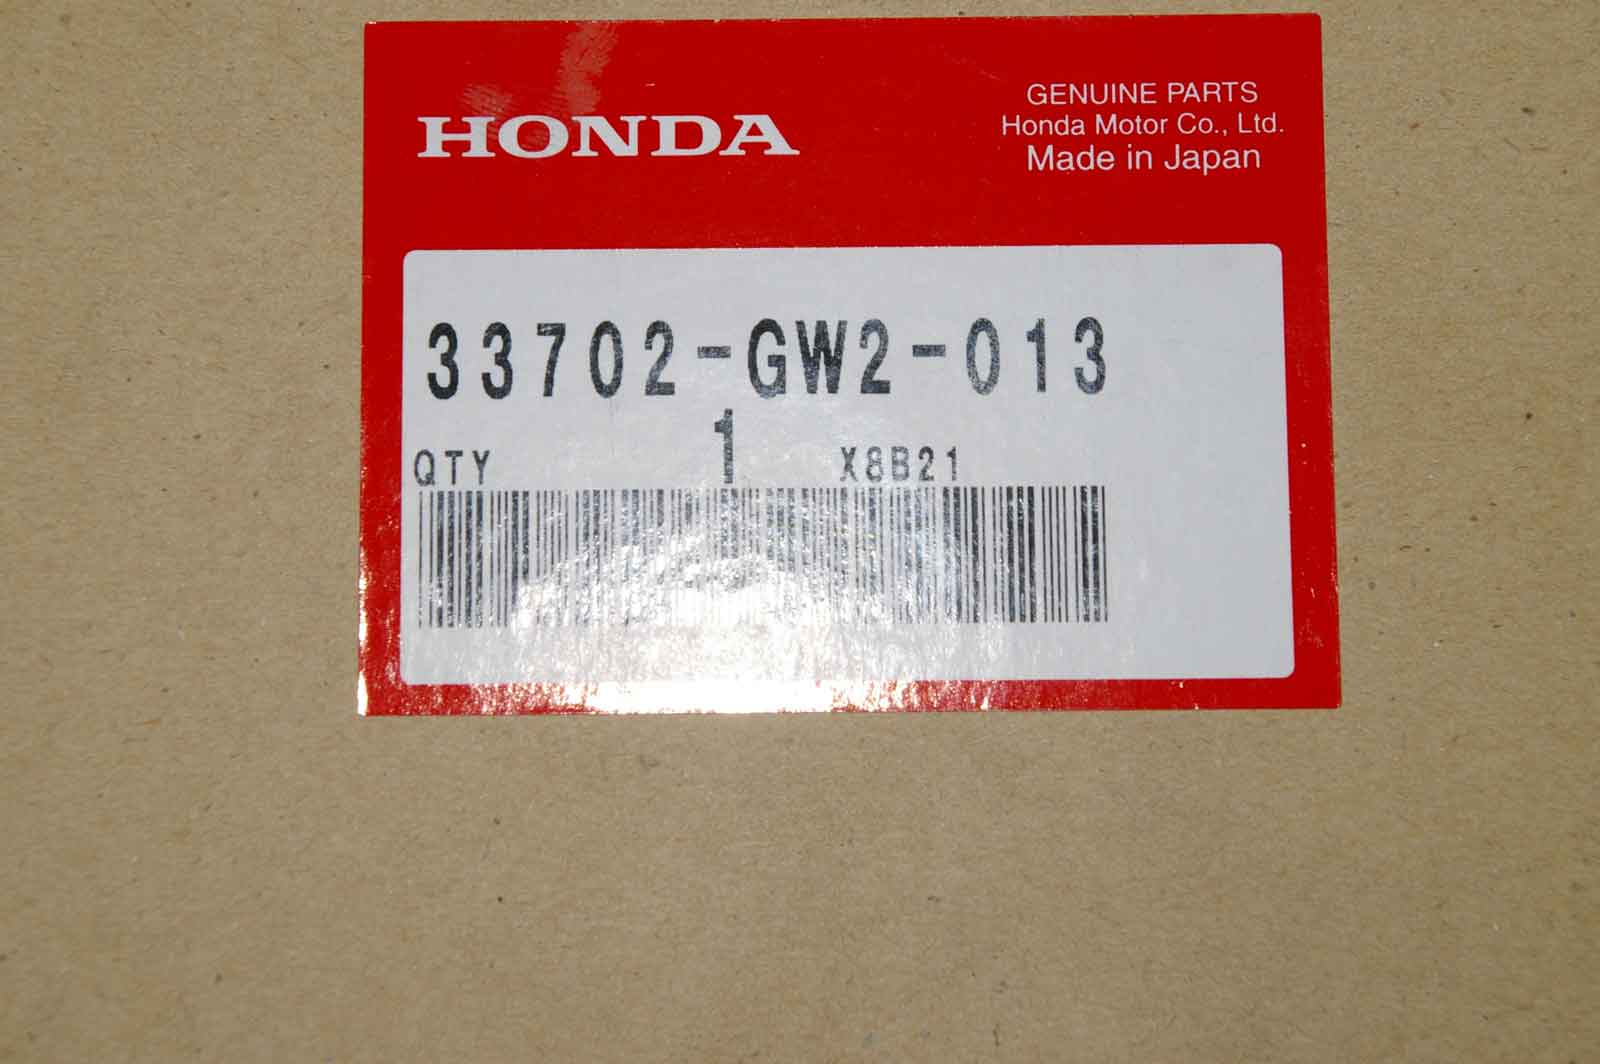 HONDA
GENUINE PARTS
Honda Motor Co., Ltd.
Made in Japan
33702-GW2-013
QTY 1 X8B21